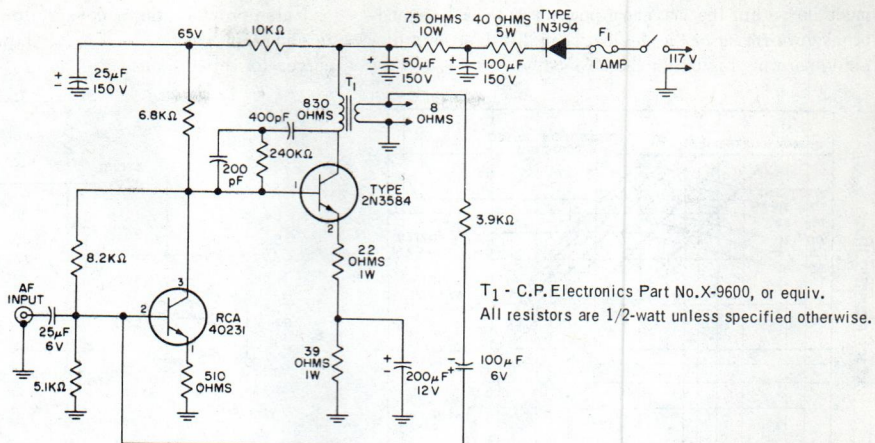 75 OHMS
10W
40 OHMS
5W
TYPE
1N3194
F1
1 AMP
117 V
65V
10KΩ
+
−
25µF
150 V
+
−
50µF
150V
+
−
100µF
150V
6.8KΩ
400pF
830
OHMS
T1
8
OHMS
240KΩ
200
pF
1
TYPE
2N3584
2
3.9KΩ
8.2KΩ
22
OHMS
1W
AF
INPUT
25µF
6V
2
3
RCA
40231
1
T1 - C.P. Electronics Part No.X-9600, or equiv.
All resistors are 1/2-watt unless specified otherwise.
39
OHMS
1W
+
−
200µF
12V
−
+
100µF
6V
5.1KΩ
510
OHMS